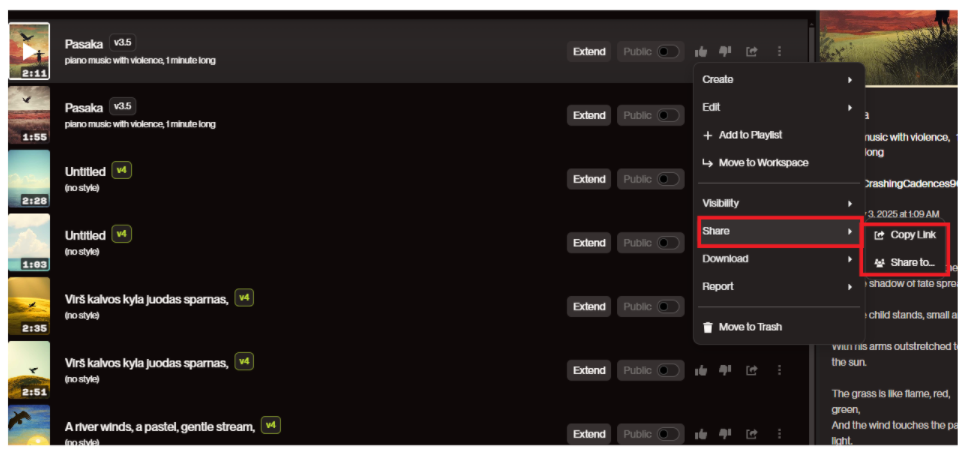 Pasaka v3.5
piano music with violence, 1 minute long
2:11
Extend
Public
Pasaka v3.5
piano music with violence, 1 minute long
1:55
Extend
Public
Untitled v4
(no style)
2:28
Extend
Public
Untitled v4
(no style)
1:03
Extend
Public
Virš kalvos kyla juodas sparnas, v4
(no style)
2:35
Extend
Public
Virš kalvos kyla juodas sparnas, v4
(no style)
2:51
Extend
Public
A river winds, a pastel, gentle stream, v4
(no style)
Extend
Public
Create
Edit
Add to Playlist
Move to Workspace
Visibility
Share
Download
Report
Move to Trash
Copy Link
Share to...
a
music with violence, 1
long
CrashingCadences9
3, 2025 at 1:09 AM
shadow of fate spre
child stands, small a
With his arms outstretched t
the sun.
The grass is like flame, red,
green,
And the wind touches the pa
light.